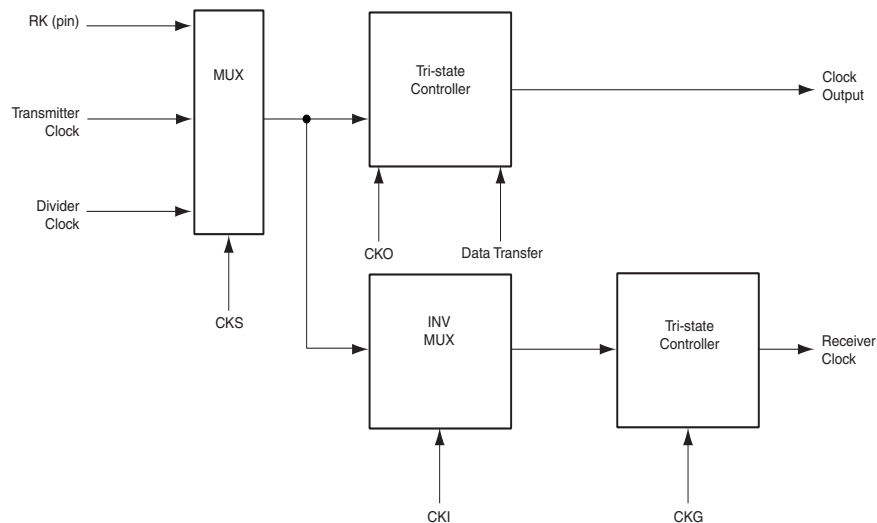 RK (pin)
MUX
Tri-state
Controller
Clock
Output
Transmitter
Clock
Divider
Clock
CKO
Data Transfer
CKS
INV
MUX
Tri-state
Controller
Receiver
Clock
CKI
CKG